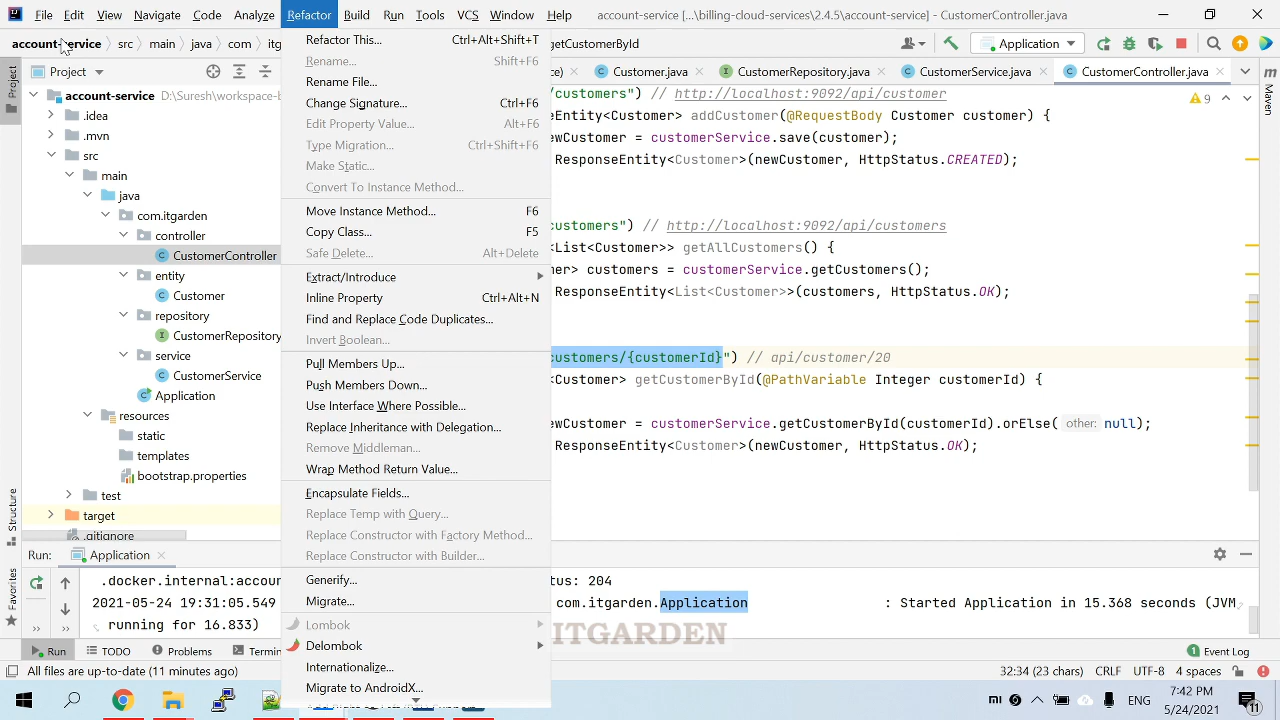 File
Edit
Refactor
Build
Run
Tools
VCS
Window
Help
...\billing-cloud-service\2.4.5\account-service] - CustomerController.java
account-service
src
main
java
com
getCustomerById
Application
Project
Customer.java
CustomerRepository.java
CustomerService.java
CustomerController.java
Project
Maven
9
account-service D:\Suresh\workspace-b
.idea
.mvn
src
main
java
com.itgarden
controller
CustomerController
entity
Customer
repository
CustomerRepository
service
CustomerService
Application
resources
static
templates
bootstrap.properties
test
target
.gitignore
Refactor This... Ctrl+Alt+Shift+T
Rename... Shift+F6
Rename File...
Change Signature... Ctrl+F6
Edit Property Value... Alt+F6
Type Migration... Ctrl+Shift+F6
Make Static...
Convert To Instance Method...
Move Instance Method... F6
Copy Class... F5
Safe Delete... Alt+Delete
Extract/Introduce
Inline Property Ctrl+Alt+N
Find and Replace Code Duplicates...
Invert Boolean...
Pull Members Up...
Push Members Down...
Use Interface Where Possible...
Replace Inheritance with Delegation...
Remove Middleman...
Wrap Method Return Value...
Encapsulate Fields...
Replace Temp with Query...
Replace Constructor with Factory Method...
Replace Constructor with Builder...
Generify...
Migrate...
Lombok
Delombok
Internationalize...
Migrate to AndroidX...
/customers") // http://localhost:9092/api/customer
eEntity<Customer> addCustomer(@RequestBody Customer customer) {
ewCustomer = customerService.save(customer);
ResponseEntity<Customer>(newCustomer, HttpStatus.CREATED);
customers") // http://localhost:9092/api/customers
<List<Customer>> getAllCustomers() {
mer> customers = customerService.getCustomers();
ResponseEntity<List<Customer>>(customers, HttpStatus.OK);
customers/{customerId}") // api/customer/20
<Customer> getCustomerById(@PathVariable Integer customerId) {
ewCustomer = customerService.getCustomerById(customerId).orElse( other: null);
ResponseEntity<Customer>(newCustomer, HttpStatus.OK);
Structure
Favorites
Run:
Application
.docker.internal:accou
tus: 204
2021-05-24 19:31:05.549
com.itgarden.Application : Started Application in 15.368 seconds (JVM
running for 16.833)
ITGARDEN
Run
TODO
Problems
Termin
Event Log
All files are up-to-date (11 minutes ago)
32:34 (23 chars)
CRLF
UTF-8
4 spaces
7:42 PM
5/24/2021
11